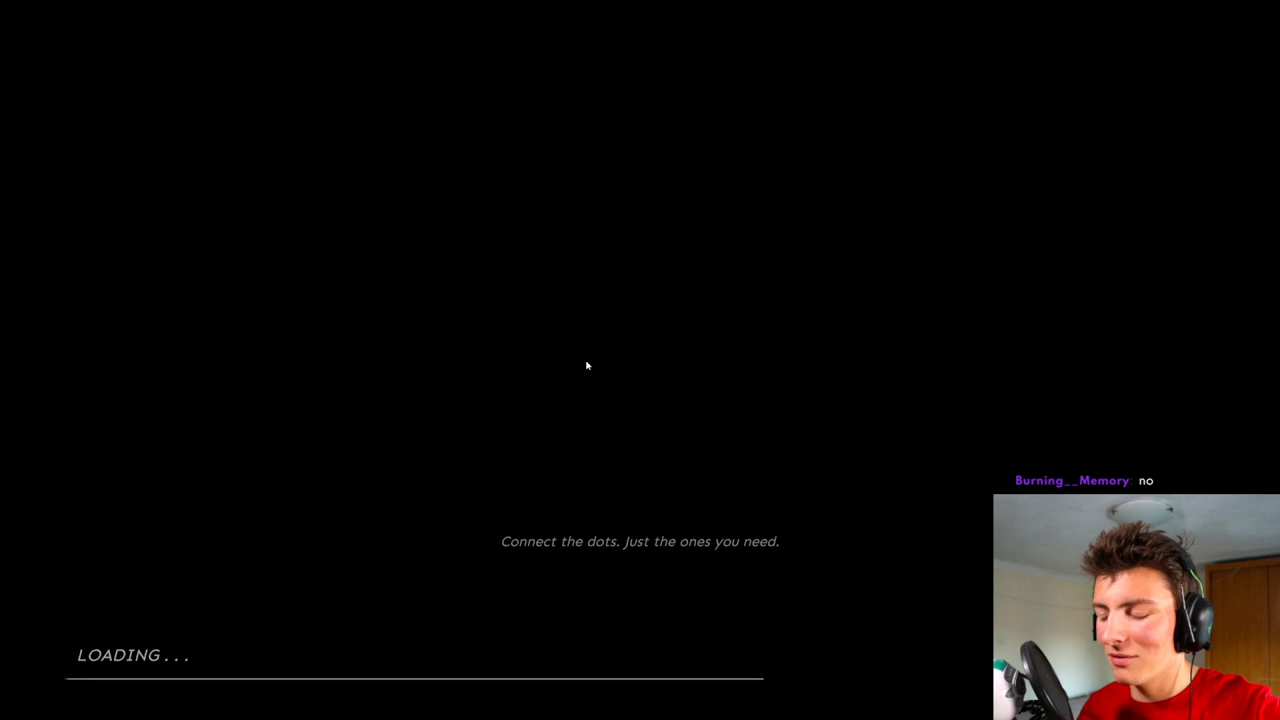 Burning__Memory: no
Connect the dots. Just the ones you need.
LOADING . . .